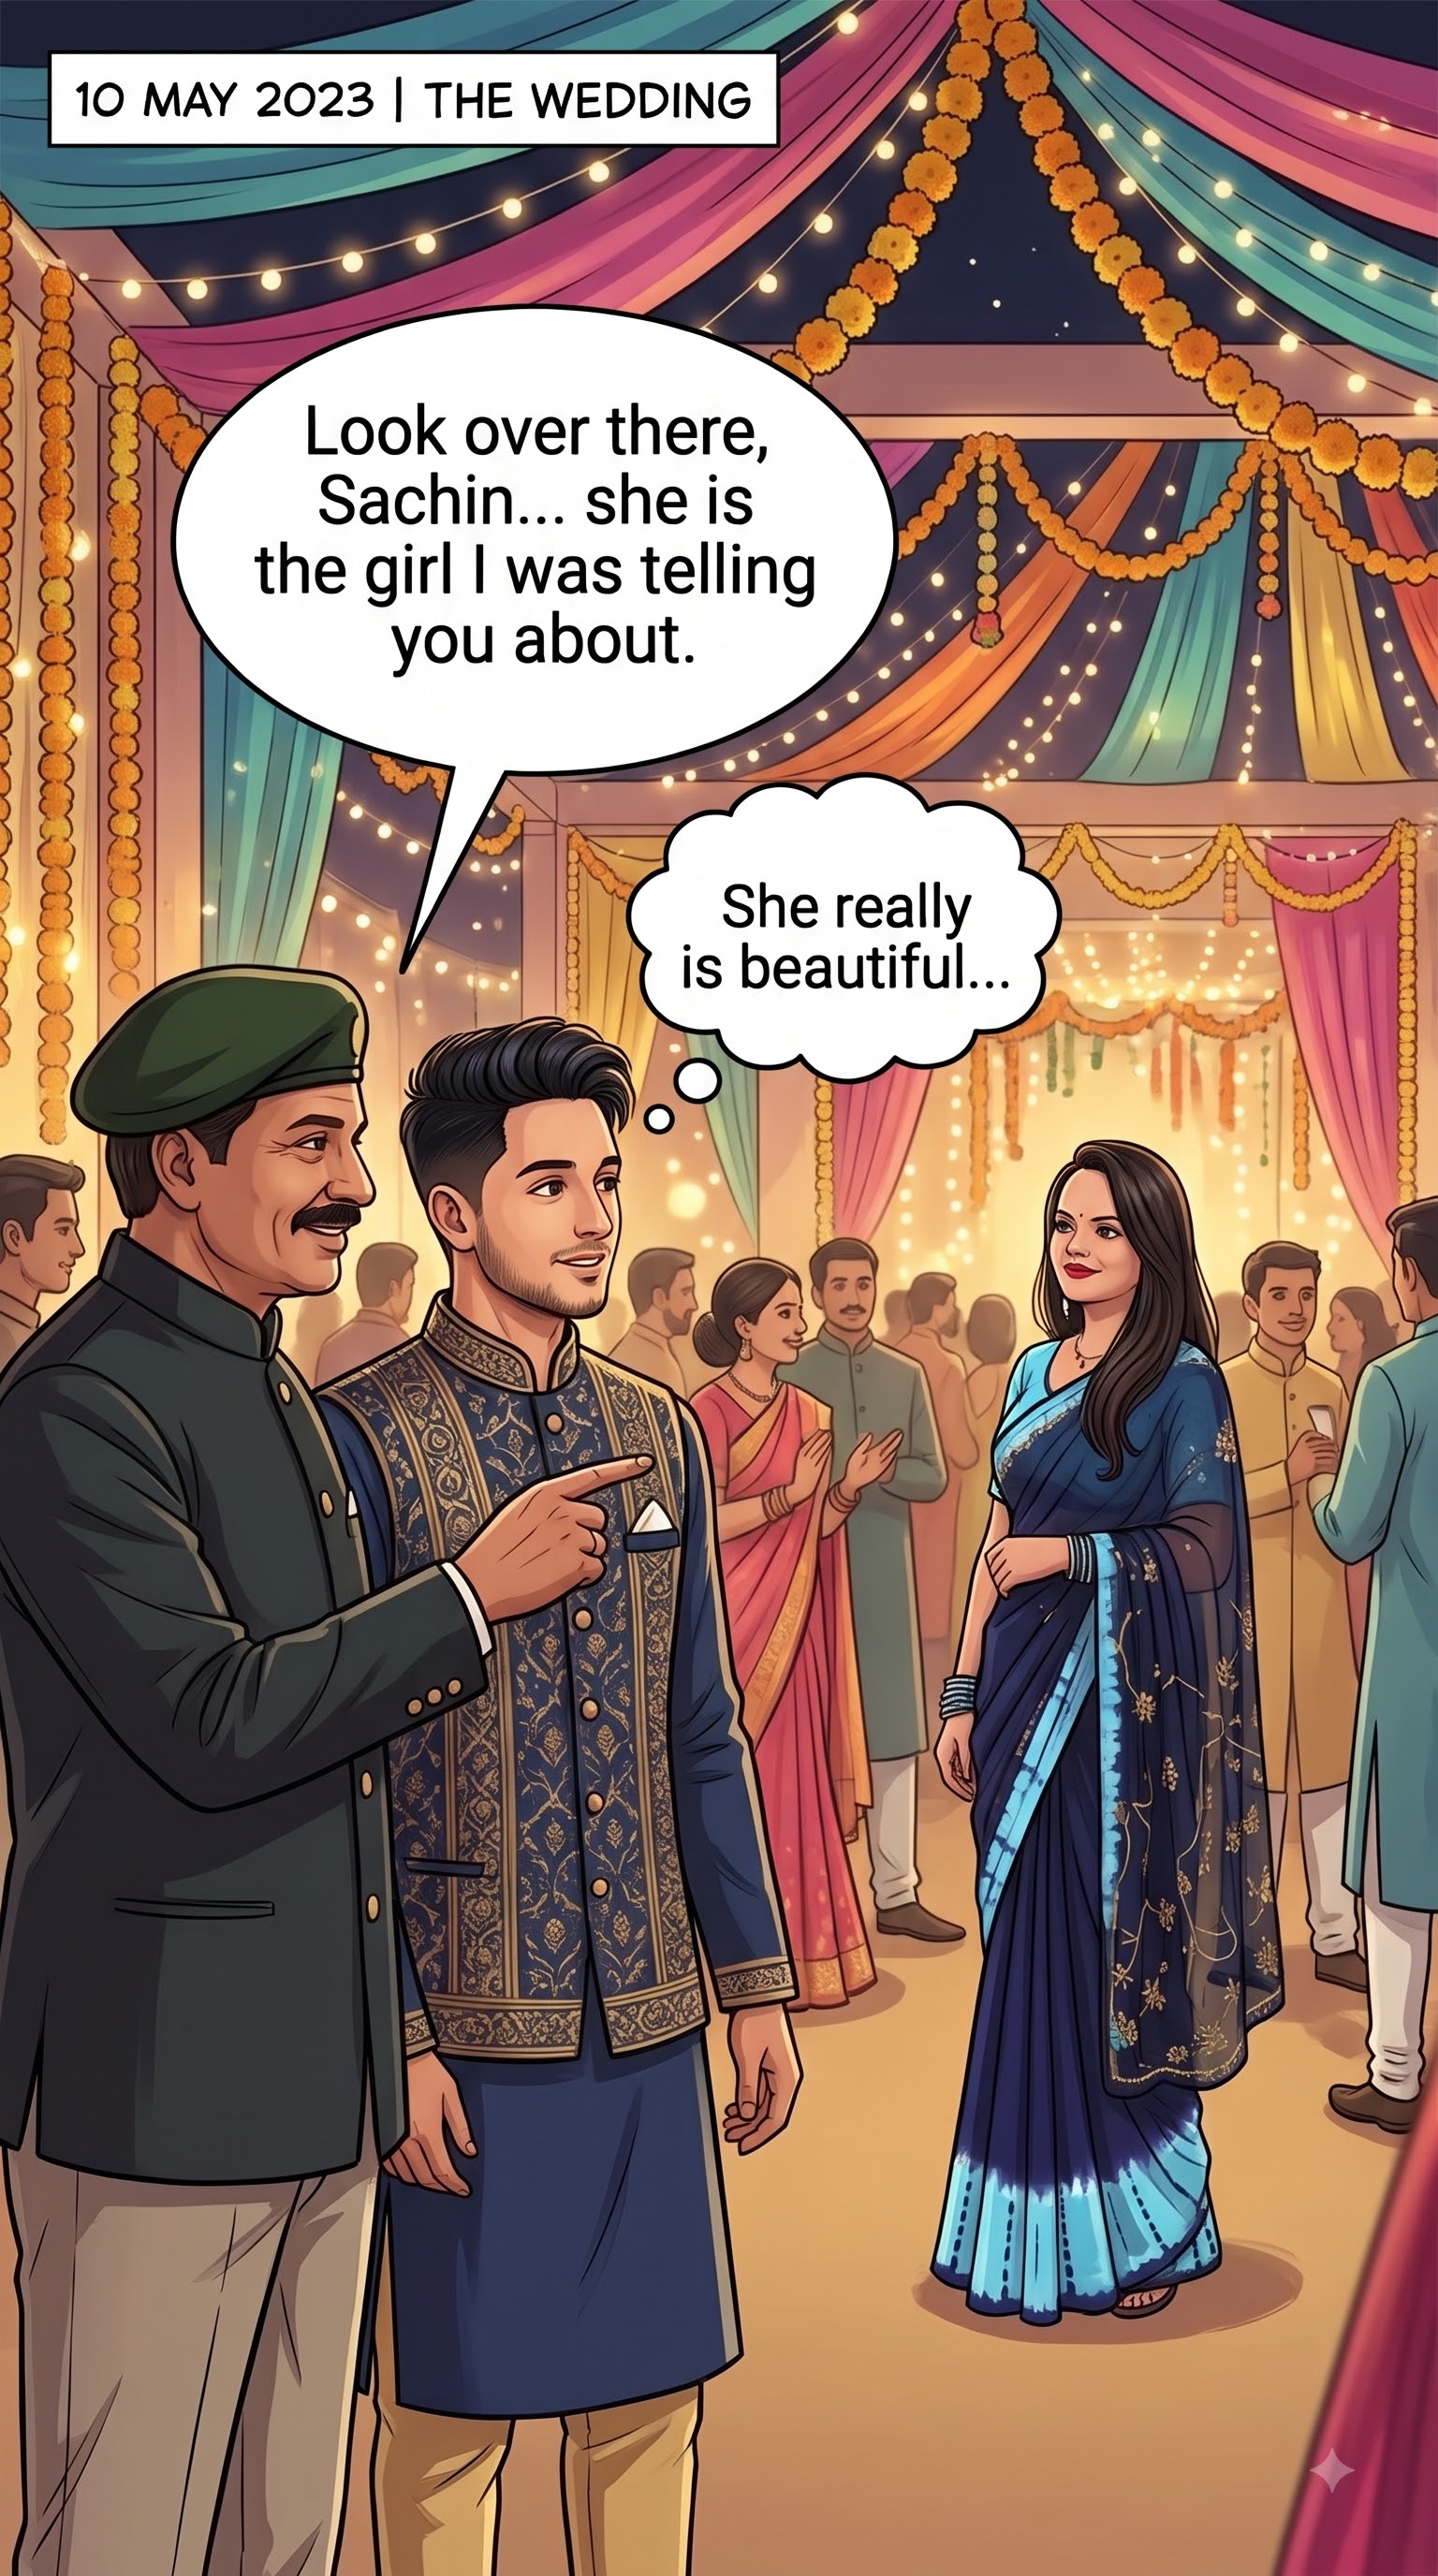 10 MAY 2023 | THE WEDDING
Look over there,
Sachin... she is
the girl I was telling
you about.
She really
is beautiful...